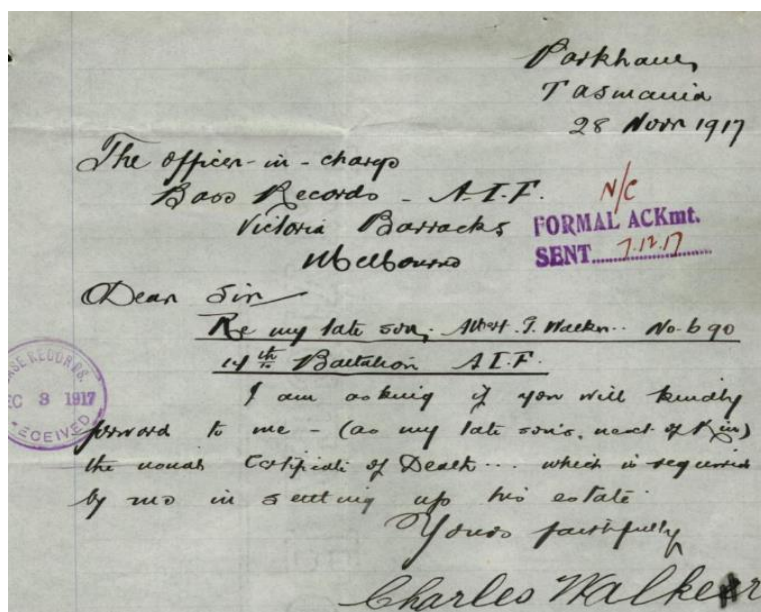 Parkham,
Tasmania
28 Novr 1917
The officer-in-charge
Base Records - A.I.F.
Victoria Barracks
Melbourne
N/C
FORMAL ACKmt.
SENT 7.12.17
Dear Sir
Re my late son, Albert G. Walker.. No. 690
14th Battalion A.I.F.
I am asking if you will kindly
forward to me - (as my late son's, next of Kin)
the usual Certificate of Death ... which is required
by me in settling up his estate.
Yours faithfully
Charles Walker
BASE RECORDS.
DEC 3 1917
RECEIVED